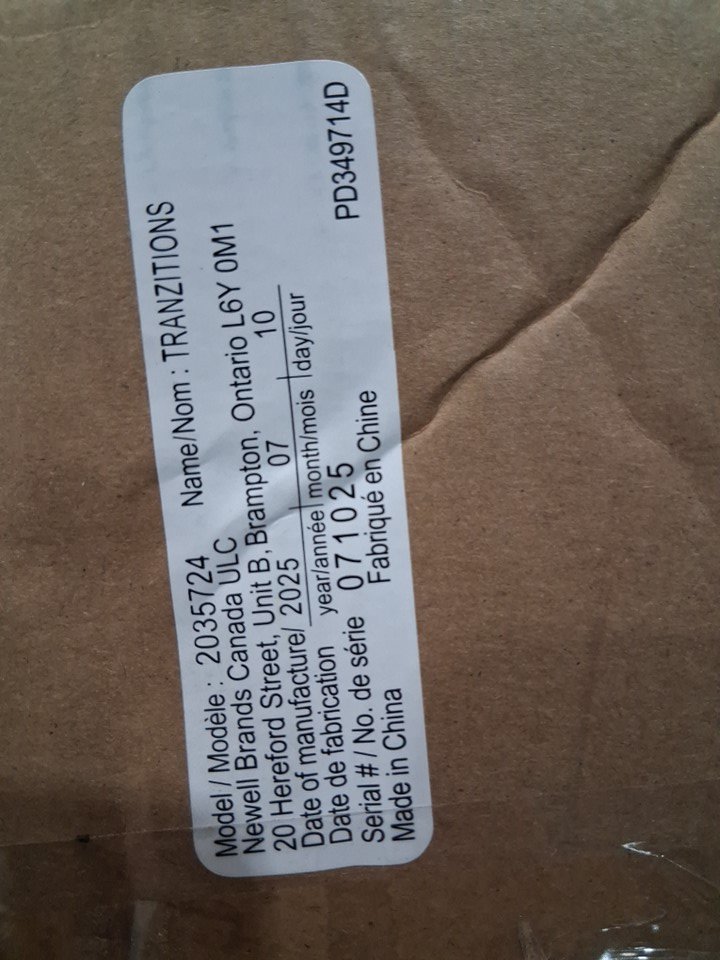 Model / Modèle : 2035724 Name/Nom : TRANZITIONS
Newell Brands Canada ULC
20 Hereford Street, Unit B, Brampton, Ontario L6Y 0M1
Date of manufacture/ 2025 07 10
Date de fabrication year/année month/mois day/jour
Serial # / No. de série 071025
Made in China Fabriqué en Chine PD349714D